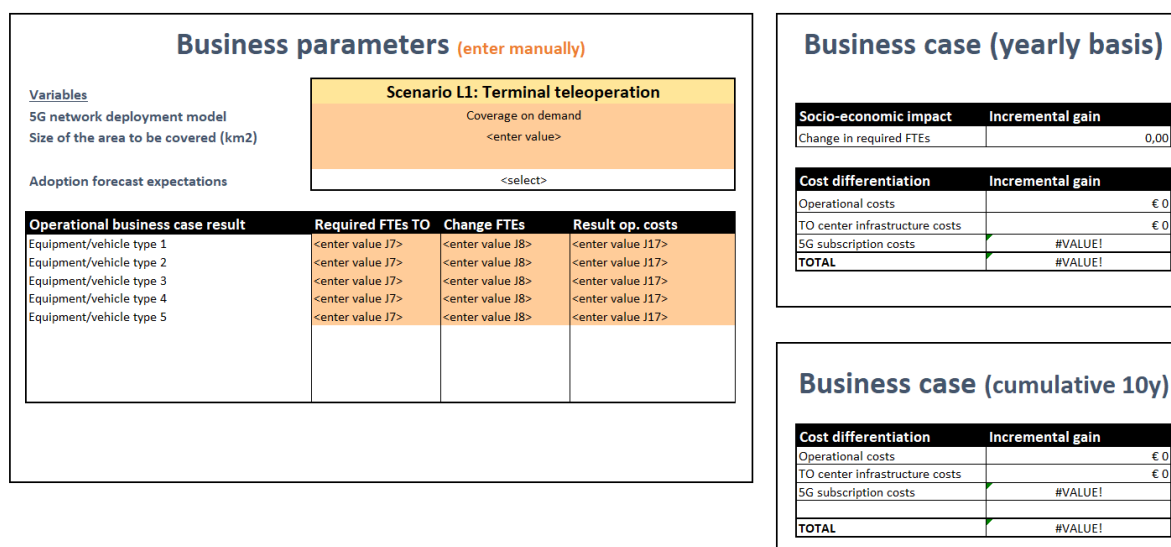 Business parameters (enter manually)
Variables
Scenario L1: Terminal teleoperation
5G network deployment model
Coverage on demand
Size of the area to be covered (km2)
<enter value>
Adoption forecast expectations
<select>
Operational business case result Required FTEs TO Change FTEs Result op. costs
Equipment/vehicle type 1 <enter value J7> <enter value J8> <enter value J17>
Equipment/vehicle type 2 <enter value J7> <enter value J8> <enter value J17>
Equipment/vehicle type 3 <enter value J7> <enter value J8> <enter value J17>
Equipment/vehicle type 4 <enter value J7> <enter value J8> <enter value J17>
Equipment/vehicle type 5 <enter value J7> <enter value J8> <enter value J17>
Business case (yearly basis)
Socio-economic impact Incremental gain
Change in required FTEs 0,00
Cost differentiation Incremental gain
Operational costs € 0
TO center infrastructure costs € 0
5G subscription costs #VALUE!
TOTAL #VALUE!
Business case (cumulative 10y)
Cost differentiation Incremental gain
Operational costs € 0
TO center infrastructure costs € 0
5G subscription costs #VALUE!
TOTAL #VALUE!